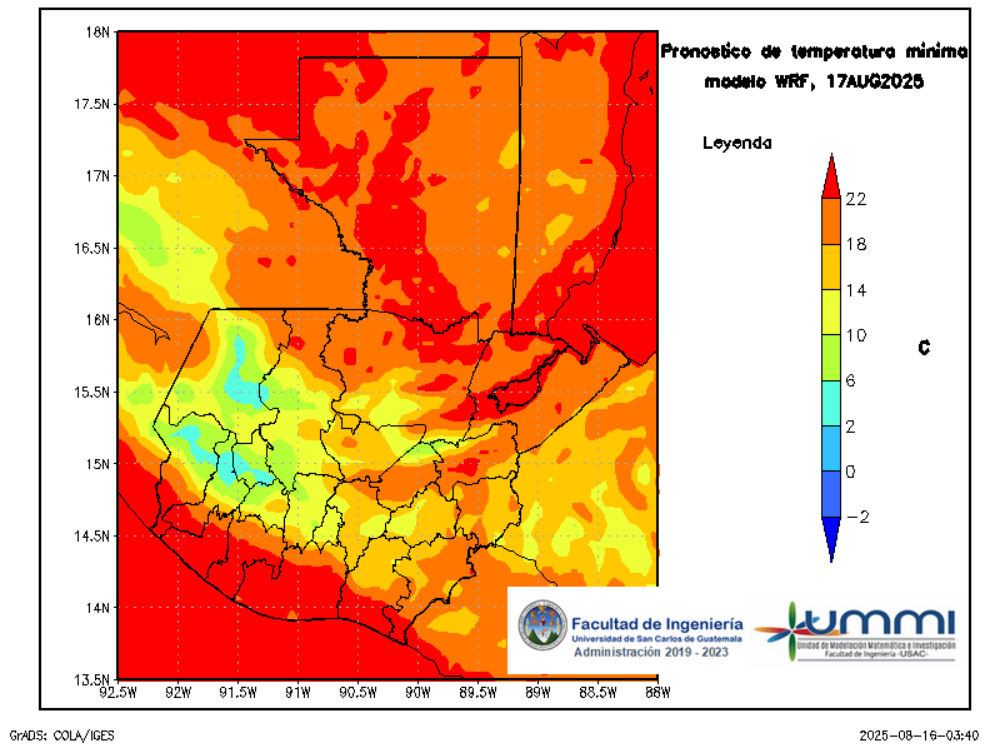 Pronostico de temperatura minima
modelo WRF, 17AUG2025
Leyenda
22
18
14
10
6
2
0
-2
C
18N
17.5N
17N
16.5N
16N
15.5N
15N
14.5N
14N
13.5N
92.5W 92W 91.5W 91W 90.5W 90W 89.5W 89W 88.5W 88W
Facultad de Ingeniería
Universidad de San Carlos de Guatemala
Administración 2019 - 2023
ummi
Unidad de Modelación Matemática e Investigación
Facultad de Ingeniería -USAC-
GrADS: COLA/IGES
2025-08-16-03:40